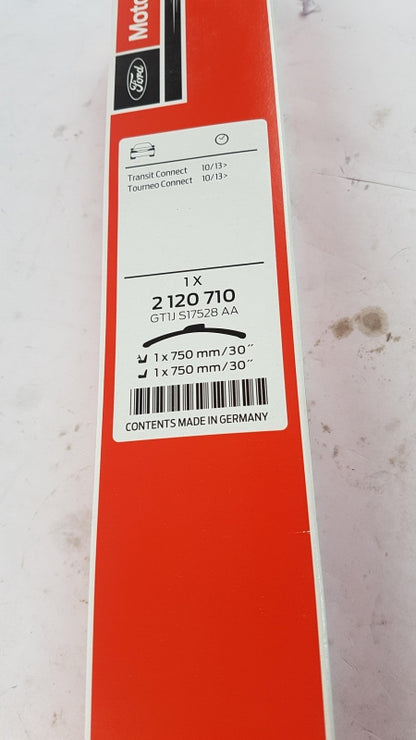 Moto
Ford
Transit Connect 10/13>
Tourneo Connect 10/13>
1 X
2 120 710
GT1J S17528 AA
1 x 750 mm/30″
1 x 750 mm/30″
CONTENTS MADE IN GERMANY